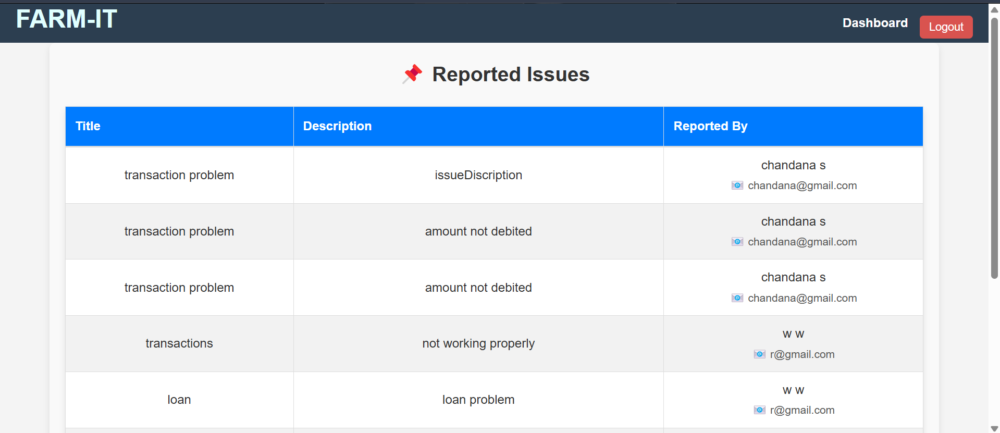 FARM-IT
Dashboard
Logout
Reported Issues
Title Description Reported By
transaction problem issueDiscription chandana s
chandana@gmail.com
transaction problem amount not debited chandana s
chandana@gmail.com
transaction problem amount not debited chandana s
chandana@gmail.com
transactions not working properly w w
r@gmail.com
loan loan problem w w
r@gmail.com